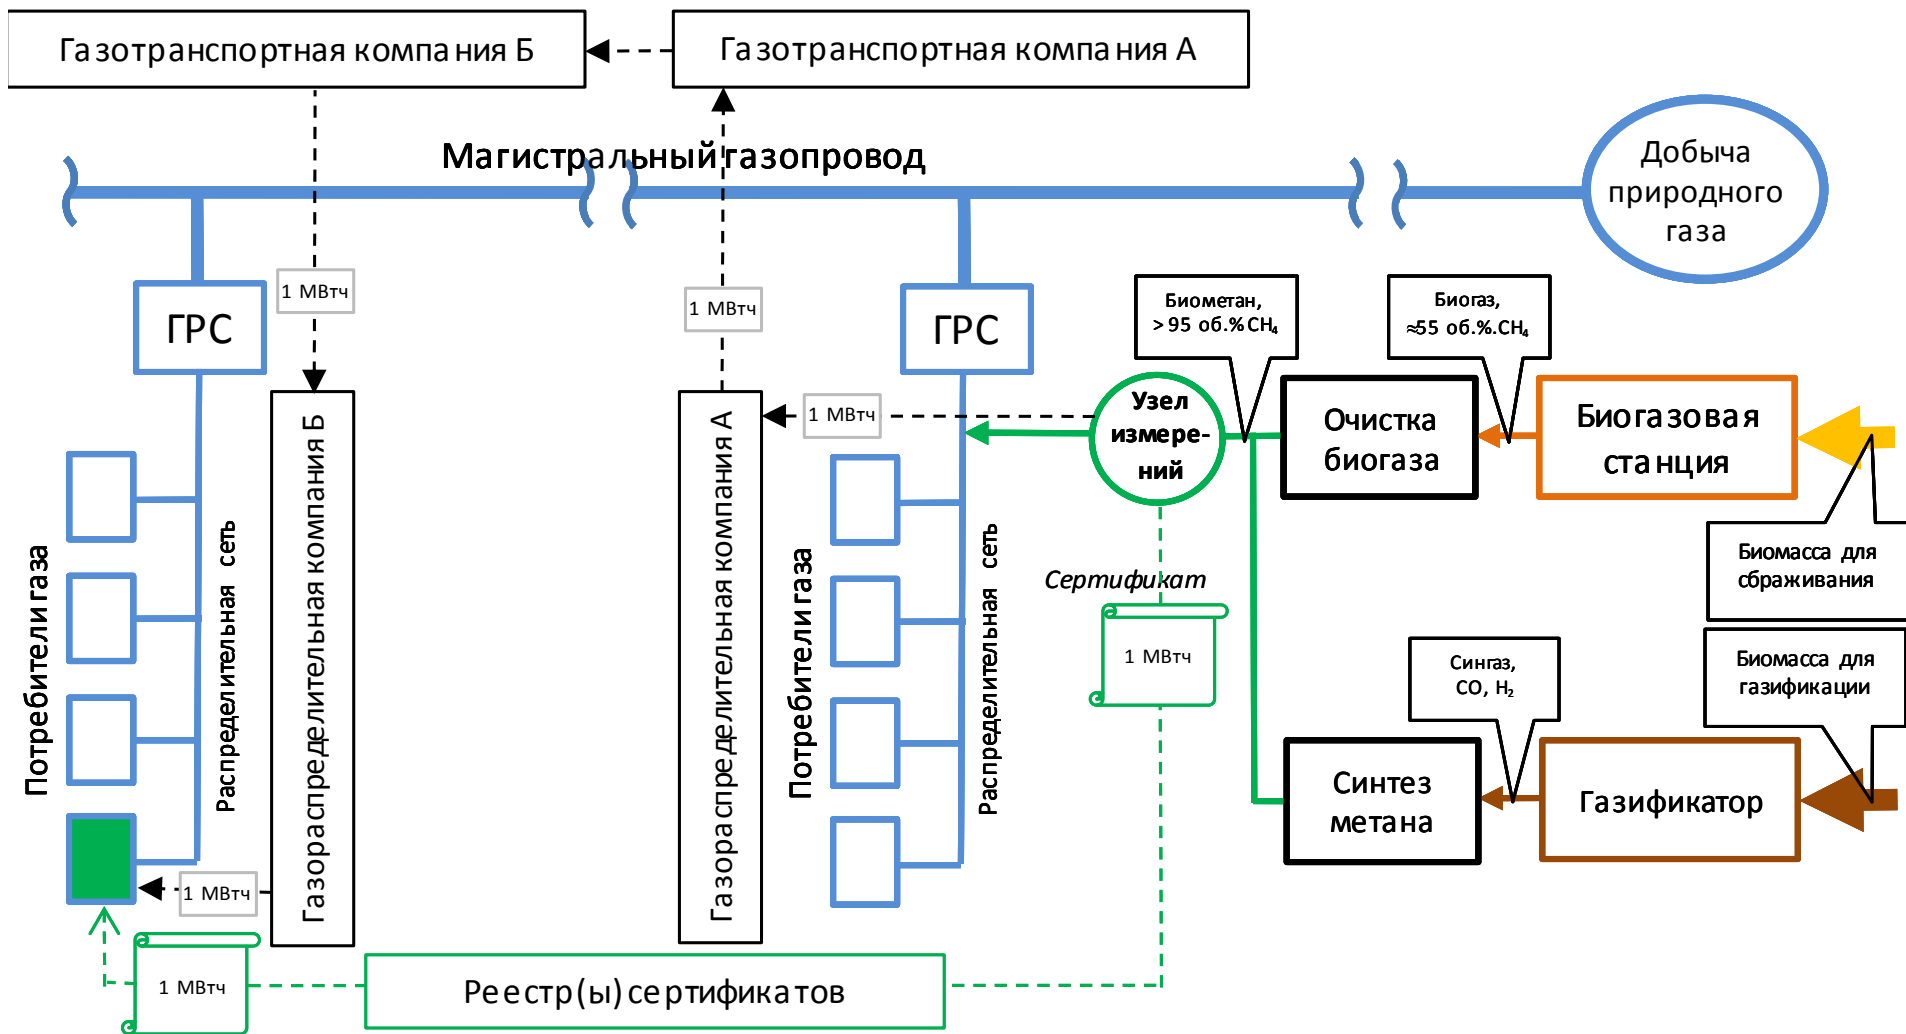 Газотранспортная компания Б
Газотранспортная компания А
Магистральный газопровод
Добыча
природного
газа
1 МВтч
1 МВтч
ГРС
ГРС
Биометан,
> 95 об.% CH₄
Биогаз,
≈55 об.%.CH₄
Узел
измере-
ний
1 МВтч
Очистка
биогаза
Биогазовая
станция
Биомасса для
сбраживания
Потребители газа
Распределительная сеть
Газораспределительная компания Б
Газораспределительная компания А
Потребители газа
Распределительная сеть
Сертификат
1 МВтч
Сингаз,
CO, H₂
Биомасса для
газификации
Синтез
метана
Газификатор
1 МВтч
1 МВтч
Реестр(ы) сертификатов